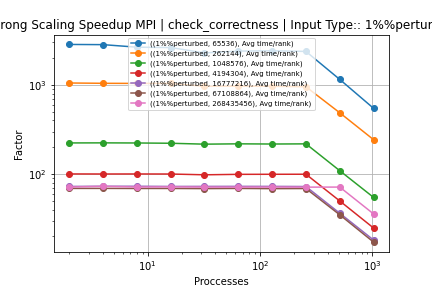 rong Scaling Speedup MPI | check_correctness | Input Type:: 1%%pertur
((1%%perturbed, 65536), Avg time/rank)
((1%%perturbed, 262144), Avg time/rank)
((1%%perturbed, 1048576), Avg time/rank)
((1%%perturbed, 4194304), Avg time/rank)
((1%%perturbed, 16777216), Avg time/rank)
((1%%perturbed, 67108864), Avg time/rank)
((1%%perturbed, 268435456), Avg time/rank)
10³
10²
Factor
10¹ 10² 10³
Proccesses